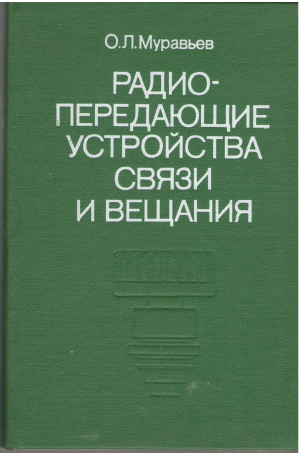 О.Л.Муравьев
РАДИО-
ПЕРЕДАЮЩИЕ
УСТРОЙСТВА
СВЯЗИ
И ВЕЩАНИЯ